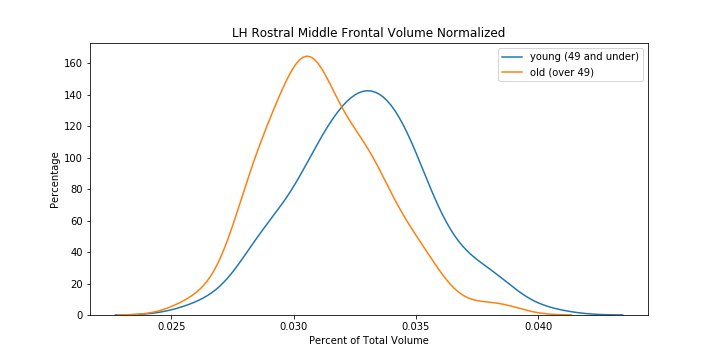 LH Rostral Middle Frontal Volume Normalized
young (49 and under)
old (over 49)
Percentage
160
140
120
100
80
60
40
20
0
0.025 0.030 0.035 0.040
Percent of Total Volume